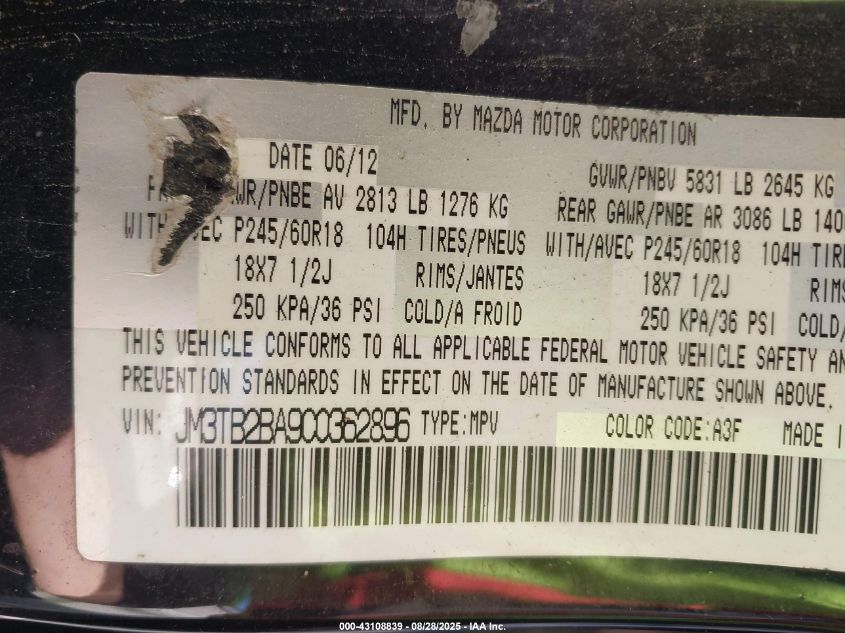 MFD. BY MAZDA MOTOR CORPORATION
DATE 06/12 GVWR/PNBV 5831 LB 2645 KG
AV 2813 LB 1276 KG REAR GAWR/PNBE AR 3086 LB
P245/60R18 104H TIRES/PNEUS WITH/AVEC P245/60R18 104H
18X7 1/2J RIMS/JANTES 18X7 1/2J
250 KPA/36 PSI COLD/A FROID 250 KPA/36 PSI COLD/
THIS VEHICLE CONFORMS TO ALL APPLICABLE FEDERAL MOTOR VEHICLE SAFETY
PREVENTION STANDARDS IN EFFECT ON THE DATE OF MANUFACTURE SHOWN ABOVE.
VIN: JM3TB2BA9C0362896 TYPE:MPV COLOR CODE:A3F MADE
000-43108839 - 08/28/2025 - IAA Inc.